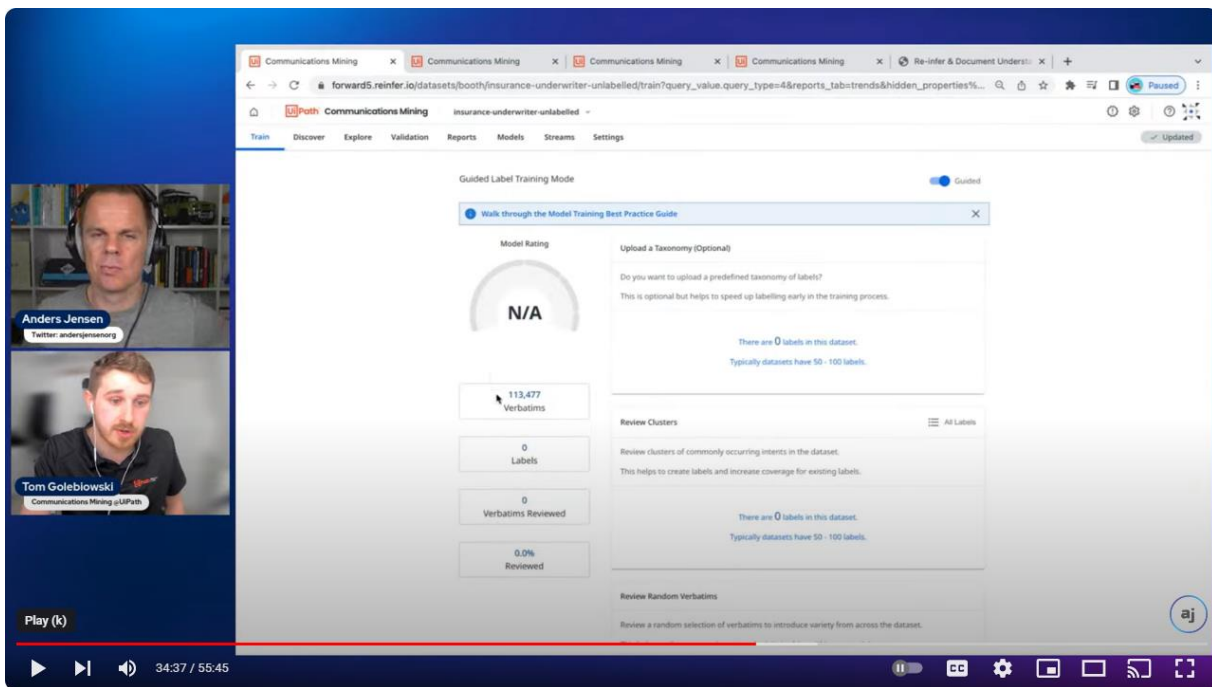 Communications Mining
Communications Mining
Communications Mining
Communications Mining
Re-infer & Document Underst
forward5.reinfer.io/datasets/booth/insurance-underwriter-unlabelled/train?query_value.query_type=4&reports_tab=trends&hidden_properties%...
Paused
UiPath Communications Mining
insurance-underwriter-unlabelled
Train Discover Explore Validation Reports Models Streams Settings
Updated
Guided Label Training Mode
Guided
Walk through the Model Training Best Practice Guide
Model Rating
N/A
113,477
Verbatims
0
Labels
0
Verbatims Reviewed
0.0%
Reviewed
Upload a Taxonomy (Optional)
Do you want to upload a predefined taxonomy of labels?
This is optional but helps to speed up labelling early in the training process.
There are 0 labels in this dataset.
Typically datasets have 50 - 100 labels.
Review Clusters
All Labels
Review clusters of commonly occurring intents in the dataset.
This helps to create labels and increase coverage for existing labels.
There are 0 labels in this dataset.
Typically datasets have 50 - 100 labels.
Review Random Verbatims
Review a random selection of verbatims to introduce variety from across the dataset.
Anders Jensen
Twitter: andersjensenorg
Tom Golebiowski
Communications Mining @UiPath
aj
Play (k)
34:37 / 55:45
CC